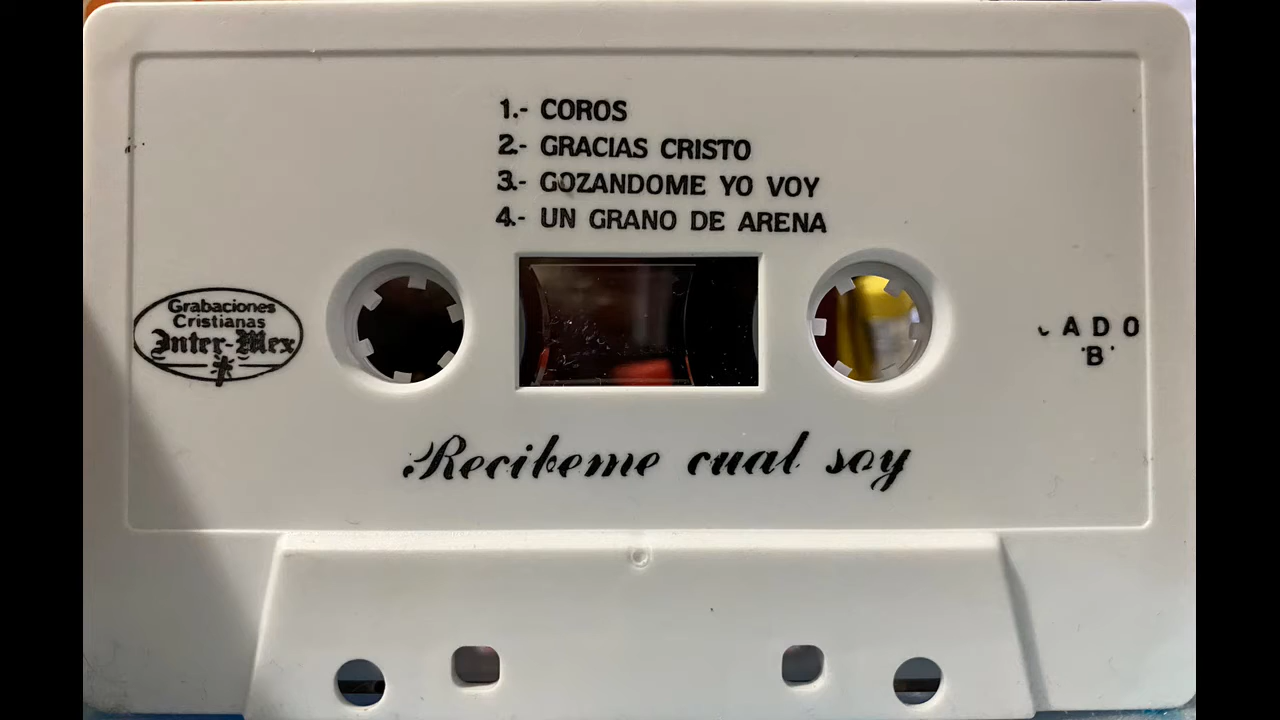 1.- COROS
2.- GRACIAS CRISTO
3.- GOZANDOME YO VOY
4.- UN GRANO DE ARENA
Grabaciones
Cristianas
Inter-Mex
LADO
'B'
Recibeme cual soy